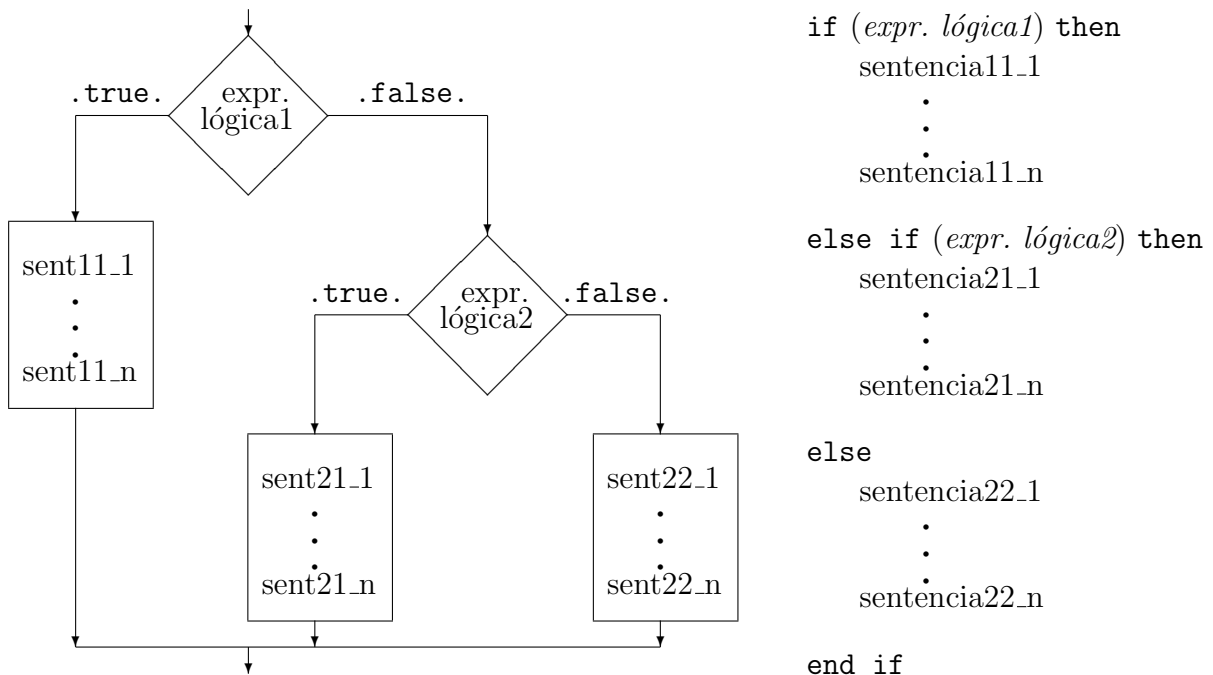 .true.
expr.
lógica1
.false.
sent11_1
.
.
.
sent11_n
.true.
expr.
lógica2
.false.
sent21_1
.
.
.
sent21_n
sent22_1
.
.
.
sent22_n
if (expr. lógica1) then
sentencia11_1
.
.
.
sentencia11_n
else if (expr. lógica2) then
sentencia21_1
.
.
.
sentencia21_n
else
sentencia22_1
.
.
.
sentencia22_n
end if